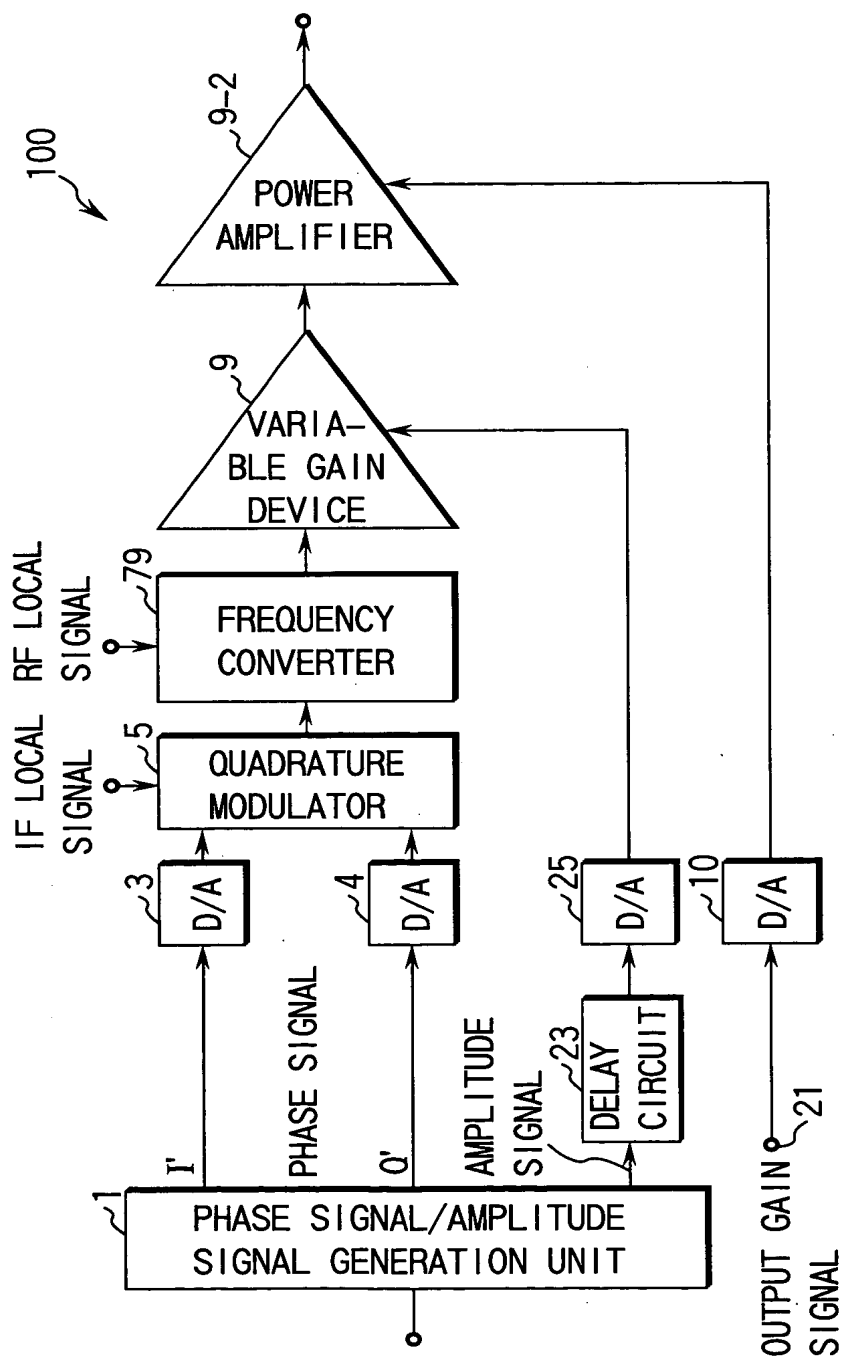 100
1
PHASE SIGNAL/AMPLITUDE
SIGNAL GENERATION UNIT
I'
PHASE SIGNAL
Q'
AMPLITUDE
SIGNAL
3
D/A
4
D/A
IF LOCAL
SIGNAL
5
QUADRATURE
MODULATOR
RF LOCAL
SIGNAL
79
FREQUENCY
CONVERTER
9
VARIA-
BLE GAIN
DEVICE
9-2
POWER
AMPLIFIER
23
DELAY
CIRCUIT
25
D/A
OUTPUT GAIN
SIGNAL
21
10
D/A